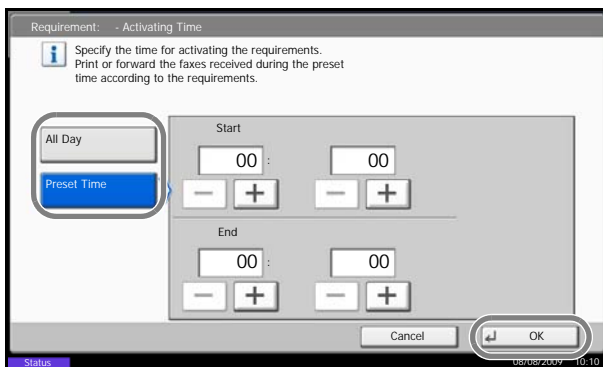 Requirement: - Activating Time
Specify the time for activating the requirements.
Print or forward the faxes received during the preset
time according to the requirements.
All Day
Preset Time
Start
00 : 00
− + − +
End
00 : 00
− + − +
Cancel
OK
Status
08/08/2009 10:10